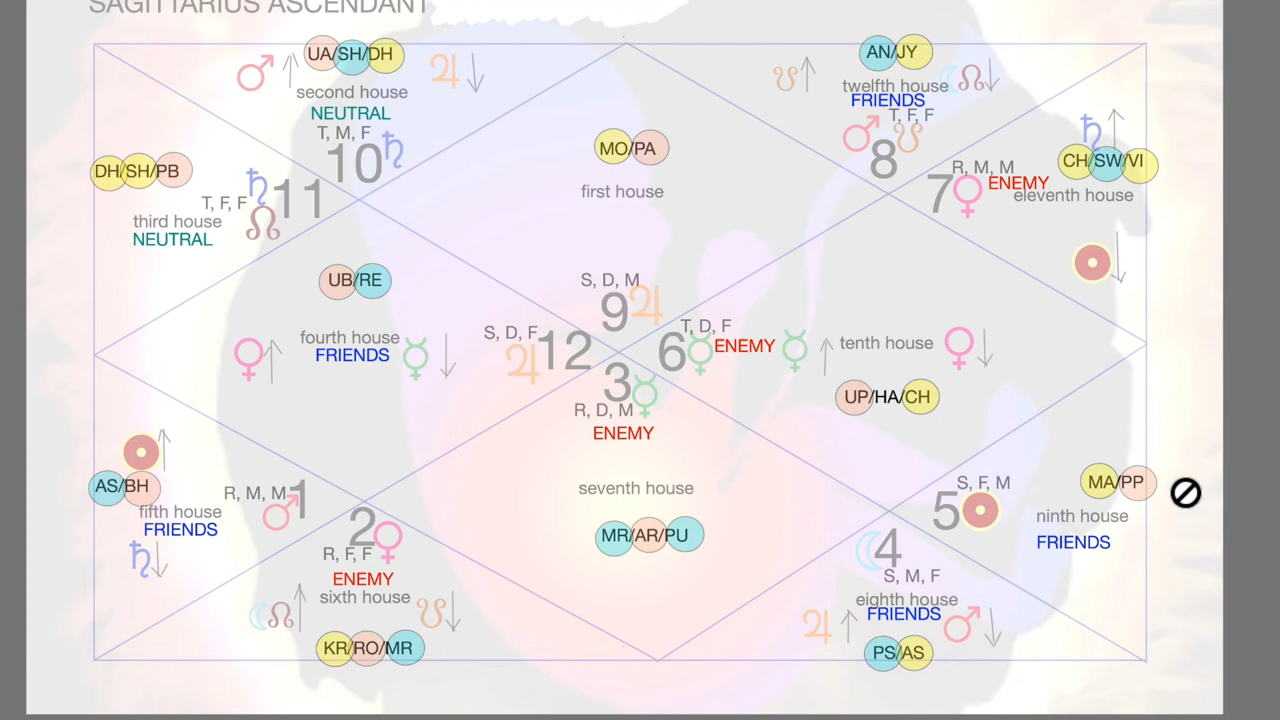 SAGITTARIUS ASCENDANT
♂ ↑ UA/SH/DH ♃ ↓
second house
NEUTRAL
T, M, F
10 ♄
☋ ↑ AN/JY ☽ ☊ ↓
twelfth house
FRIENDS
T, F, F
♂ ☋
8
MO/PA
first house
DH/SH/PB
T, F, F ♄ 11
☊
third house
NEUTRAL
♄ ↑
CH/SW/VI
R, M, M
7 ♀ ENEMY
eleventh house
☉ ↓
UB/RE
fourth house
FRIENDS
♀ ↑ ☿ ↓
S, D, M
9 ♃
S, D, F
♃ 12
T, D, F
6 ☿ ENEMY
☿ ↑ tenth house ♀ ↓
UP/HA/CH
3 ☿
R, D, M
ENEMY
seventh house
MR/AR/PU
☉ ↑
AS/BH
R, M, M 1
♂
fifth house
FRIENDS
♄ ↓
2 ♀
R, F, F
ENEMY
sixth house
☽ ☊ ↑ ☋ ↓
KR/RO/MR
S, F, M
5 ☉
MA/PP
ninth house
FRIENDS
☽ 4
S, M, F
eighth house
FRIENDS
♃ ↑ ♂ ↓
PS/AS